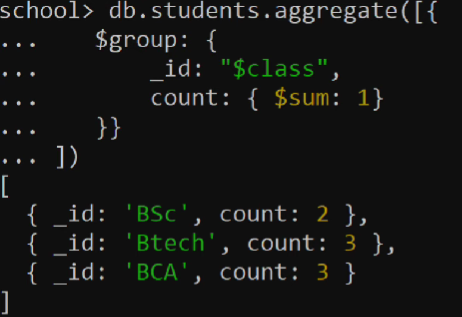 school> db.students.aggregate([{
...     $group: {
...         _id: "$class",
...         count: { $sum: 1}
...     }}
... ])
[
  { _id: 'BSc', count: 2 },
  { _id: 'Btech', count: 3 },
  { _id: 'BCA', count: 3 }
]